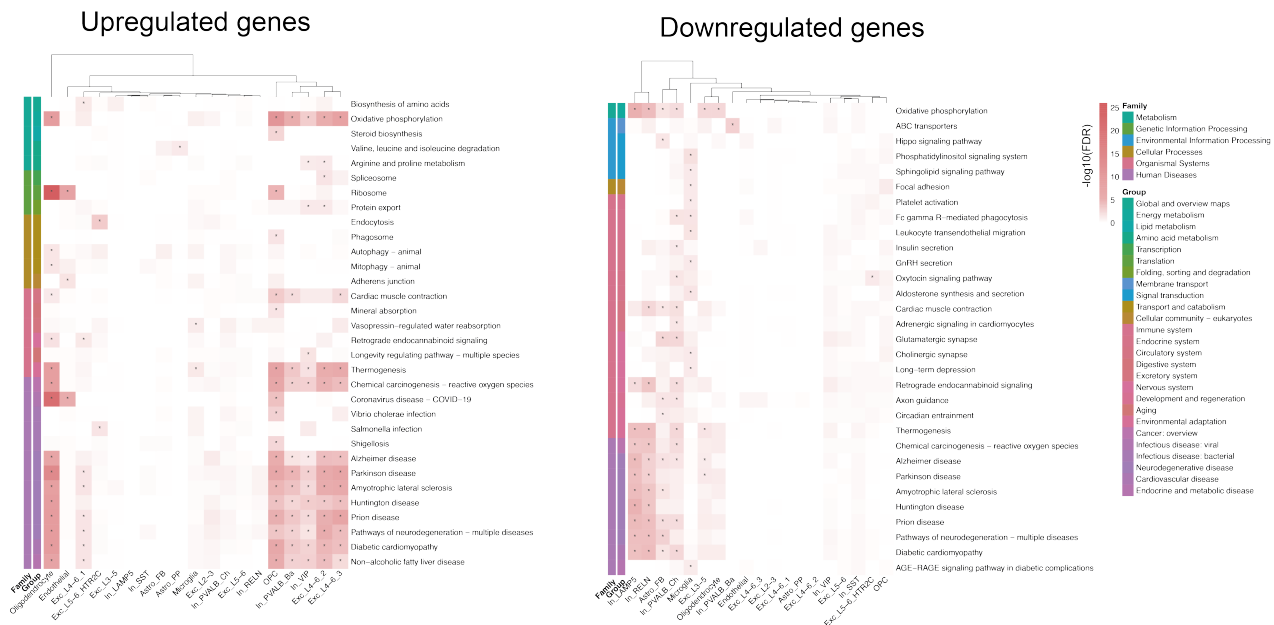 Upregulated genes
Biosynthesis of amino acids
Oxidative phosphorylation
Steroid biosynthesis
Valine, leucine and isoleucine degradation
Arginine and proline metabolism
Spliceosome
Ribosome
Protein export
Endocytosis
Phagosome
Autophagy – animal
Mitophagy – animal
Adherens junction
Cardiac muscle contraction
Mineral absorption
Vasopressin–regulated water reabsorption
Retrograde endocannabinoid signaling
Longevity regulating pathway – multiple species
Thermogenesis
Chemical carcinogenesis – reactive oxygen species
Coronavirus disease – COVID–19
Vibrio cholerae infection
Salmonella infection
Shigellosis
Alzheimer disease
Parkinson disease
Amyotrophic lateral sclerosis
Huntington disease
Prion disease
Pathways of neurodegeneration – multiple diseases
Diabetic cardiomyopathy
Non–alcoholic fatty liver disease
Family
Group
Oligodendrocyte
Endothelial
Exc_L4–6_1
Exc_L5–6_HTR2C
Exc_L3–5
In_LAMP5
In_SST
Astro_FB
Astro_PP
Microglia
Exc_L2–3
In_PVALB_Ch
Exc_L5–6
In_RELN
OPC
In_PVALB_Ba
In_VIP
Exc_L4–6_2
Exc_L4–6_3
Downregulated genes
Oxidative phosphorylation
ABC transporters
Hippo signaling pathway
Phosphatidylinositol signaling system
Sphingolipid signaling pathway
Focal adhesion
Platelet activation
Fc gamma R–mediated phagocytosis
Leukocyte transendothelial migration
Insulin secretion
GnRH secretion
Oxytocin signaling pathway
Aldosterone synthesis and secretion
Cardiac muscle contraction
Adrenergic signaling in cardiomyocytes
Glutamatergic synapse
Cholinergic synapse
Long–term depression
Retrograde endocannabinoid signaling
Axon guidance
Circadian entrainment
Thermogenesis
Chemical carcinogenesis – reactive oxygen species
Alzheimer disease
Parkinson disease
Amyotrophic lateral sclerosis
Huntington disease
Prion disease
Pathways of neurodegeneration – multiple diseases
Diabetic cardiomyopathy
AGE–RAGE signaling pathway in diabetic complications
Family
Group
In_LAMP5
In_RELN
Astro_FB
In_PVALB_Ch
Microglia
Exc_L3–5
Oligodendrocyte
In_PVALB_Ba
Endothelial
Exc_L4–6_3
Exc_L2–3
Exc_L4–6_1
Astro_PP
Exc_L4–6_2
In_VIP
Exc_L5–6
In_SST
Exc_L5–6_HTR2C
OPC
-log10(FDR)
25
20
15
10
5
0
Family
Metabolism
Genetic Information Processing
Environmental Information Processing
Cellular Processes
Organismal Systems
Human Diseases
Group
Global and overview maps
Energy metabolism
Lipid metabolism
Amino acid metabolism
Transcription
Translation
Folding, sorting and degradation
Membrane transport
Signal transduction
Transport and catabolism
Cellular community – eukaryotes
Immune system
Endocrine system
Circulatory system
Digestive system
Excretory system
Nervous system
Development and regeneration
Aging
Environmental adaptation
Cancer: overview
Infectious disease: viral
Infectious disease: bacterial
Neurodegenerative disease
Cardiovascular disease
Endocrine and metabolic disease